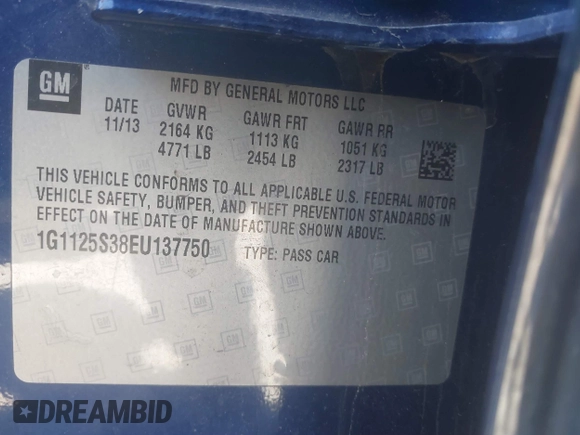 GM
MFD BY GENERAL MOTORS LLC
DATE GVWR GAWR FRT GAWR RR
11/13 2164 KG 1113 KG 1051 KG
4771 LB 2454 LB 2317 LB
THIS VEHICLE CONFORMS TO ALL APPLICABLE U.S. FEDERAL MOTOR
VEHICLE SAFETY, BUMPER, AND THEFT PREVENTION STANDARDS IN
EFFECT ON THE DATE OF MANUFACTURE SHOWN ABOVE.
1G1125S38EU137750 TYPE: PASS CAR
DREAMBID